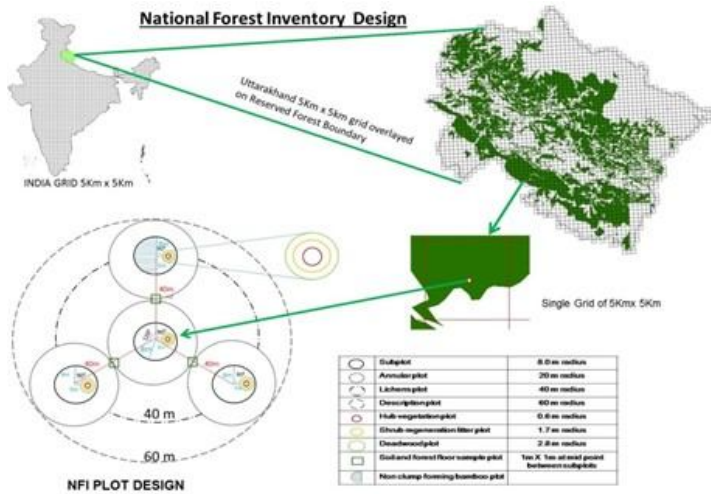 National Forest Inventory Design
Uttarakhand 5Km x 5km grid overlayed
on Reserved Forest Boundary
INDIA GRID 5Km x 5Km
Single Grid of 5Kmx 5Km
40m
40m
40m
40 m
60 m
NFI PLOT DESIGN
Subplot 8.0 m radius
Annular plot 20 m radius
Lichens plot 40 m radius
Description plot 60 m radius
Hub vegetation plot 0.6 m radius
Shrub regeneration litter plot 1.7 m radius
Deadwood plot 2.8 m radius
Soil and forest floor sample plot 1m X 1m at mid point
between subplots
Non clump forming bamboo plot